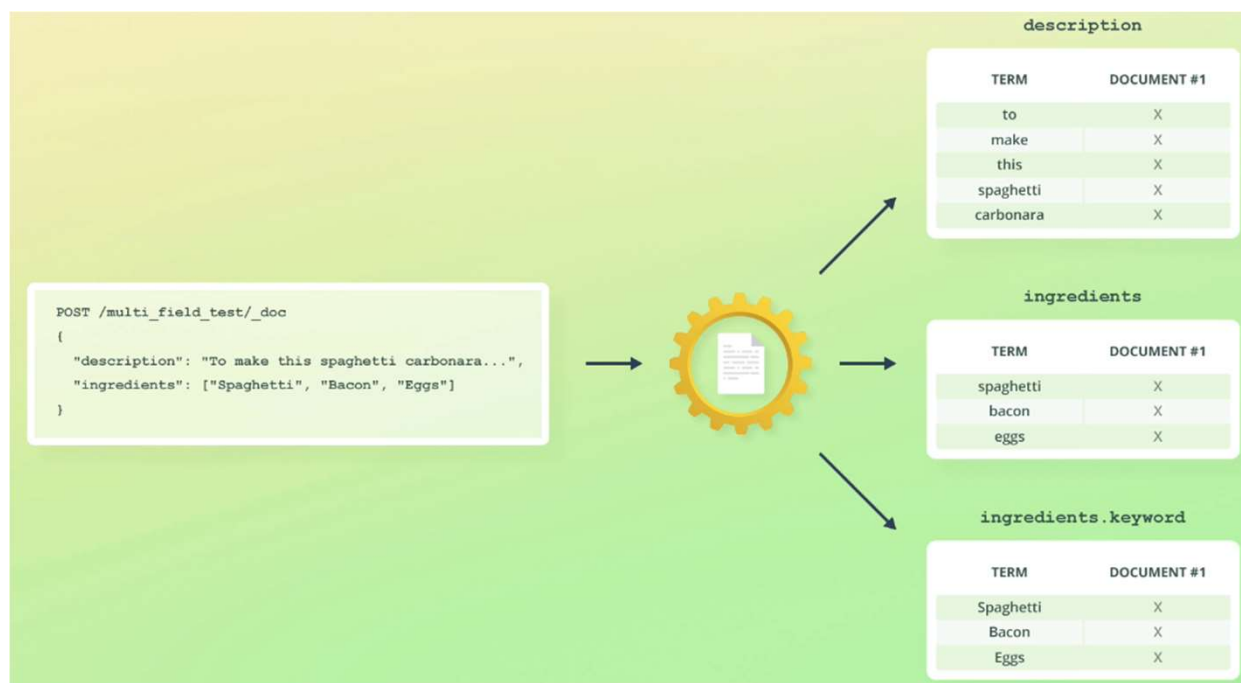 POST /multi_field_test/_doc
{
"description": "To make this spaghetti carbonara...",
"ingredients": ["Spaghetti", "Bacon", "Eggs"]
}
description
TERM DOCUMENT #1
to X
make X
this X
spaghetti X
carbonara X
ingredients
TERM DOCUMENT #1
spaghetti X
bacon X
eggs X
ingredients.keyword
TERM DOCUMENT #1
Spaghetti X
Bacon X
Eggs X